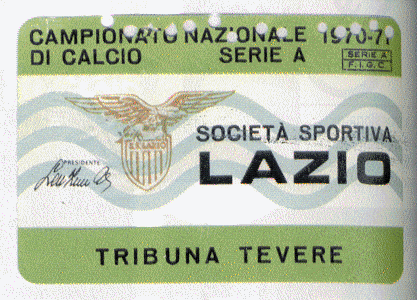 CAMPIONATO NAZIONALE 1970-71
DI CALCIO SERIE A
SERIE A
F.I.G.C.
SOCIETÀ SPORTIVA
LAZIO
S.S. LAZIO
PRESIDENTE
TRIBUNA TEVERE